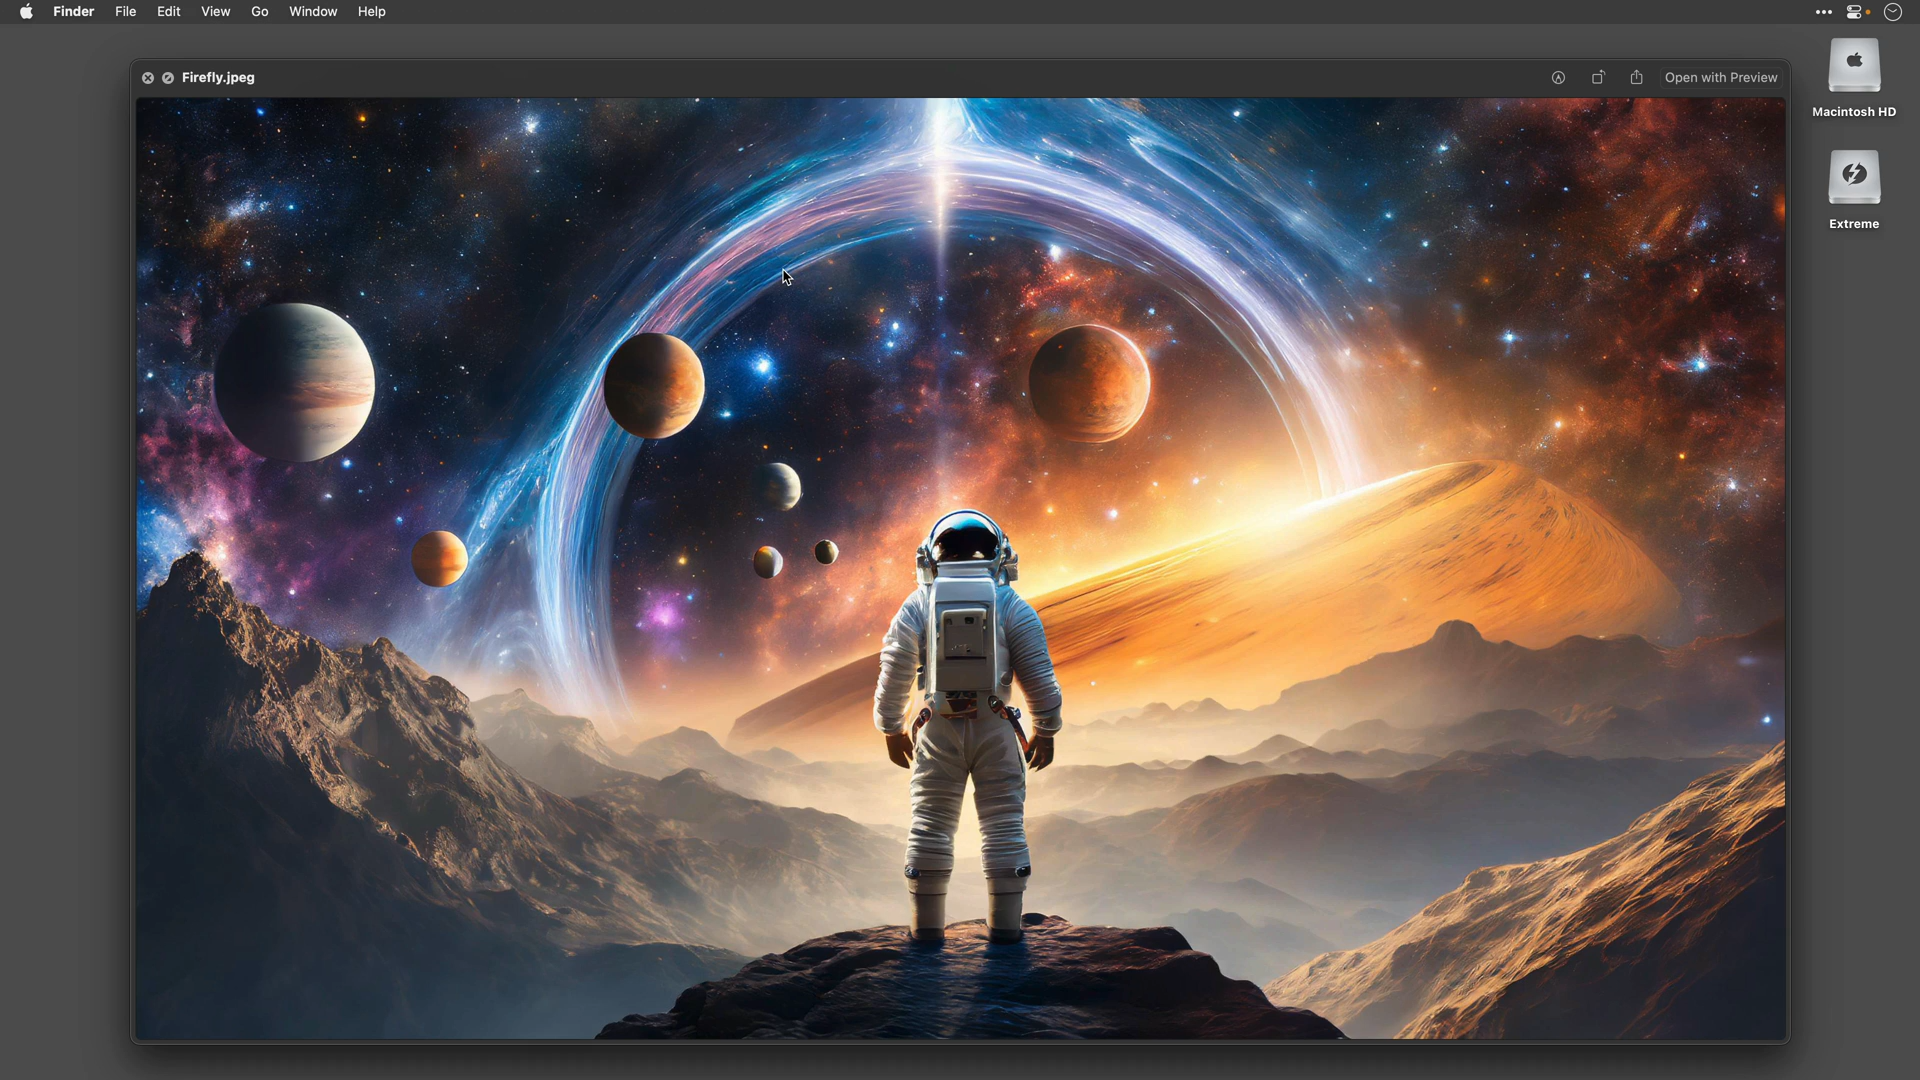 Finder File Edit View Go Window Help
Firefly.jpeg
Open with Preview
Macintosh HD
Extreme